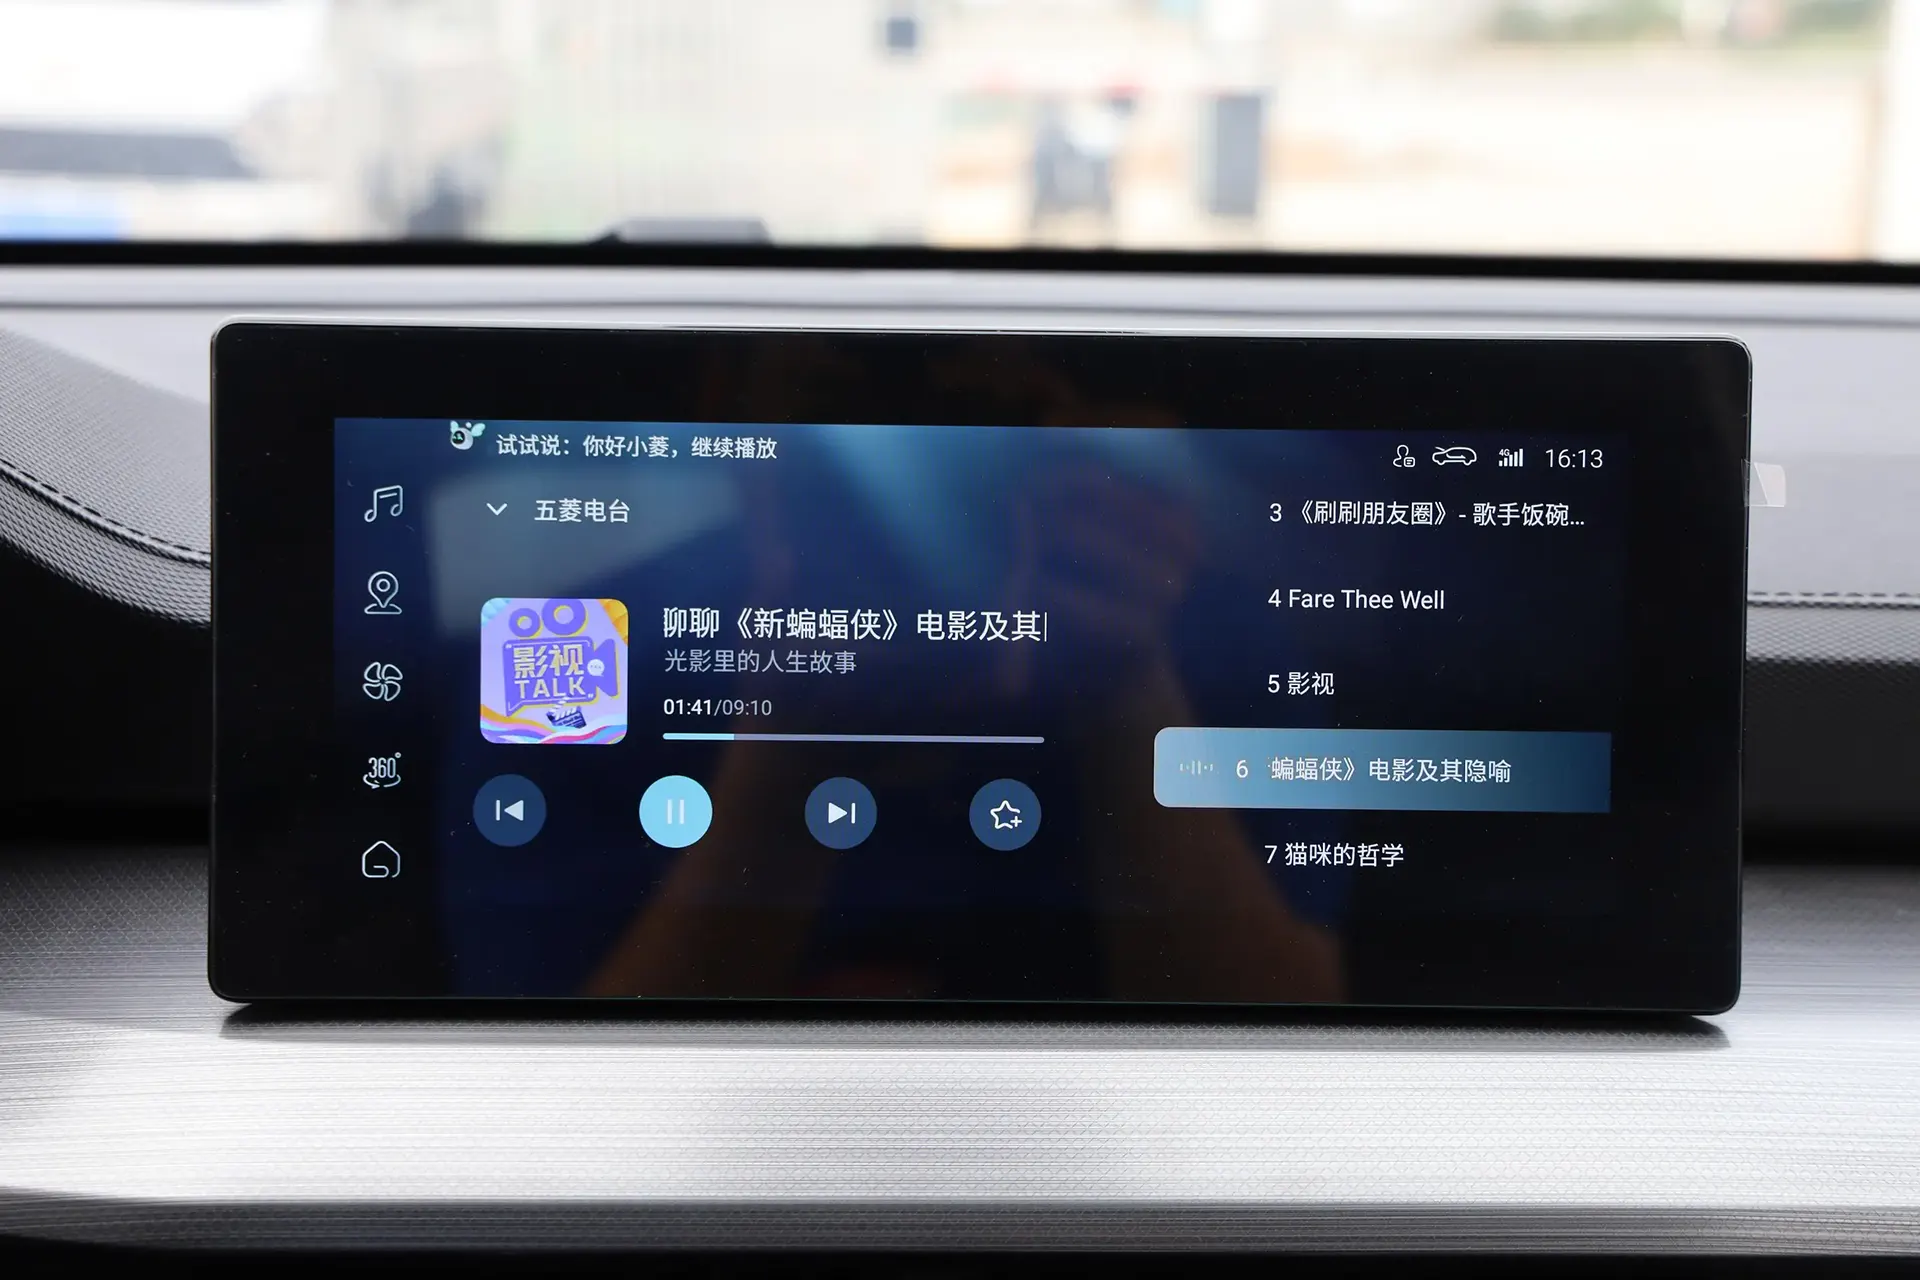 试试说：你好小菱，继续播放
4G
16:13
五菱电台
影视
TALK
聊聊《新蝙蝠侠》电影及其
光影里的人生故事
01:41/09:10
360°
3 《刷刷朋友圈》- 歌手饭碗...
4 Fare Thee Well
5 影视
6 蝙蝠侠》电影及其隐喻
7 猫咪的哲学